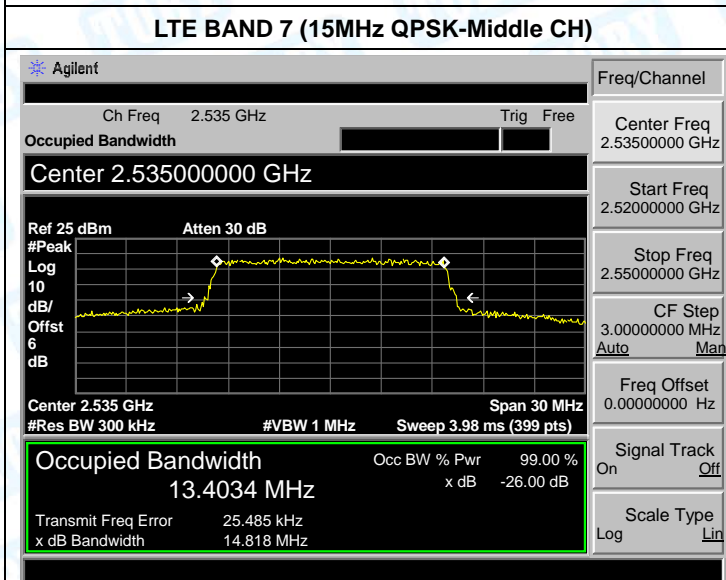 LTE BAND 7 (15MHz QPSK-Middle CH)
Agilent
Freq/Channel
Ch Freq 2.535 GHz Trig Free
Occupied Bandwidth
Center 2.535000000 GHz
Ref 25 dBm Atten 30 dB
#Peak
Log
10
dB/
Offst
6
dB
Center 2.535 GHz Span 30 MHz
#Res BW 300 kHz #VBW 1 MHz Sweep 3.98 ms (399 pts)
Occupied Bandwidth Occ BW % Pwr 99.00 %
13.4034 MHz x dB -26.00 dB
Transmit Freq Error 25.485 kHz
x dB Bandwidth 14.818 MHz
Center Freq
2.53500000 GHz
Start Freq
2.52000000 GHz
Stop Freq
2.55000000 GHz
CF Step
3.00000000 MHz
Auto Man
Freq Offset
0.00000000 Hz
Signal Track
On Off
Scale Type
Log Lin